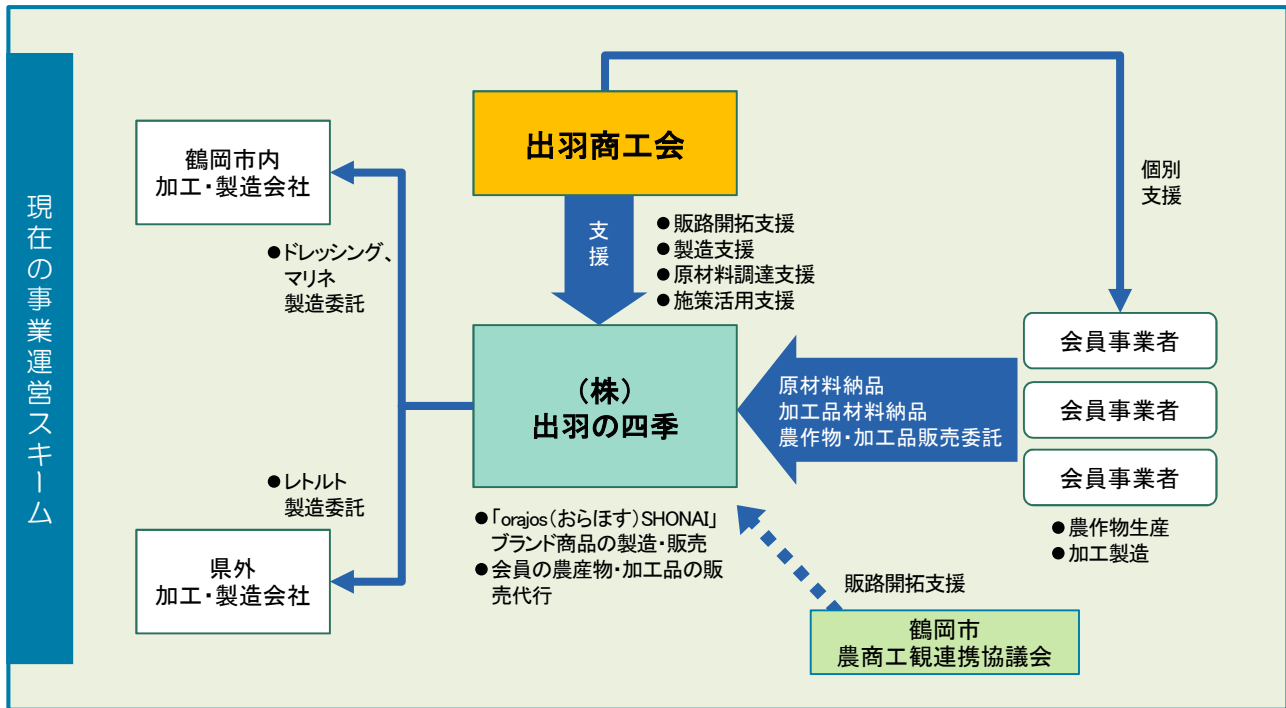 現在の事業運営スキーム
出羽商工会
鶴岡市内
加工・製造会社
個別
支援
支
援
●販路開拓支援
●製造支援
●原材料調達支援
●施策活用支援
●ドレッシング、
マリネ
製造委託
(株)
出羽の四季
原材料納品
加工品材料納品
農作物・加工品販売委託
会員事業者
会員事業者
会員事業者
●レトルト
製造委託
●農作物生産
●加工製造
県外
加工・製造会社
●「orajos(おらほす)SHONAI」
ブランド商品の製造・販売
●会員の農産物・加工品の販
売代行
販路開拓支援
鶴岡市
農商工観連携協議会